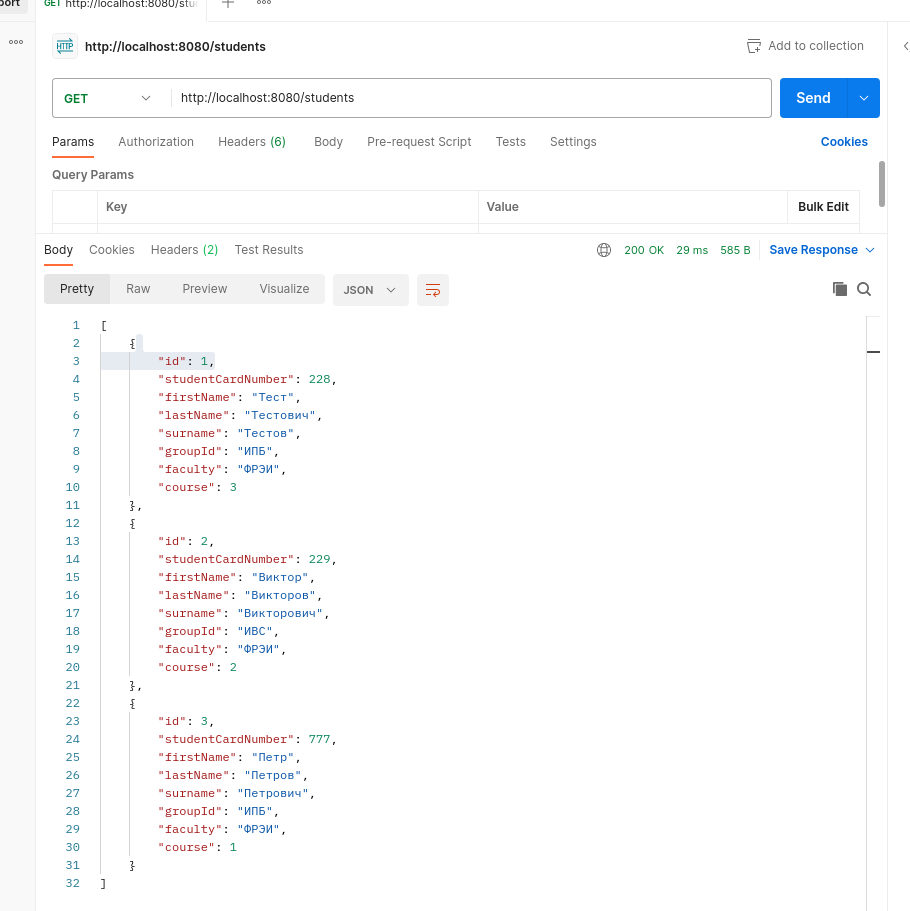 port
GET http://localhost:8080/stu
http://localhost:8080/students
Add to collection
GET
http://localhost:8080/students
Send
Params Authorization Headers (6) Body Pre-request Script Tests Settings Cookies
Query Params
Key Value Bulk Edit
Body Cookies Headers (2) Test Results 200 OK 29 ms 585 B Save Response
Pretty Raw Preview Visualize JSON
1 [
2 {
3 "id": 1,
4 "studentCardNumber": 228,
5 "firstName": "Тест",
6 "lastName": "Тестович",
7 "surname": "Тестов",
8 "groupId": "ИПБ",
9 "faculty": "ФРЭИ",
10 "course": 3
11 },
12 {
13 "id": 2,
14 "studentCardNumber": 229,
15 "firstName": "Виктор",
16 "lastName": "Викторов",
17 "surname": "Викторович",
18 "groupId": "ИВС",
19 "faculty": "ФРЭИ",
20 "course": 2
21 },
22 {
23 "id": 3,
24 "studentCardNumber": 777,
25 "firstName": "Петр",
26 "lastName": "Петров",
27 "surname": "Петрович",
28 "groupId": "ИПБ",
29 "faculty": "ФРЭИ",
30 "course": 1
31 }
32 ]